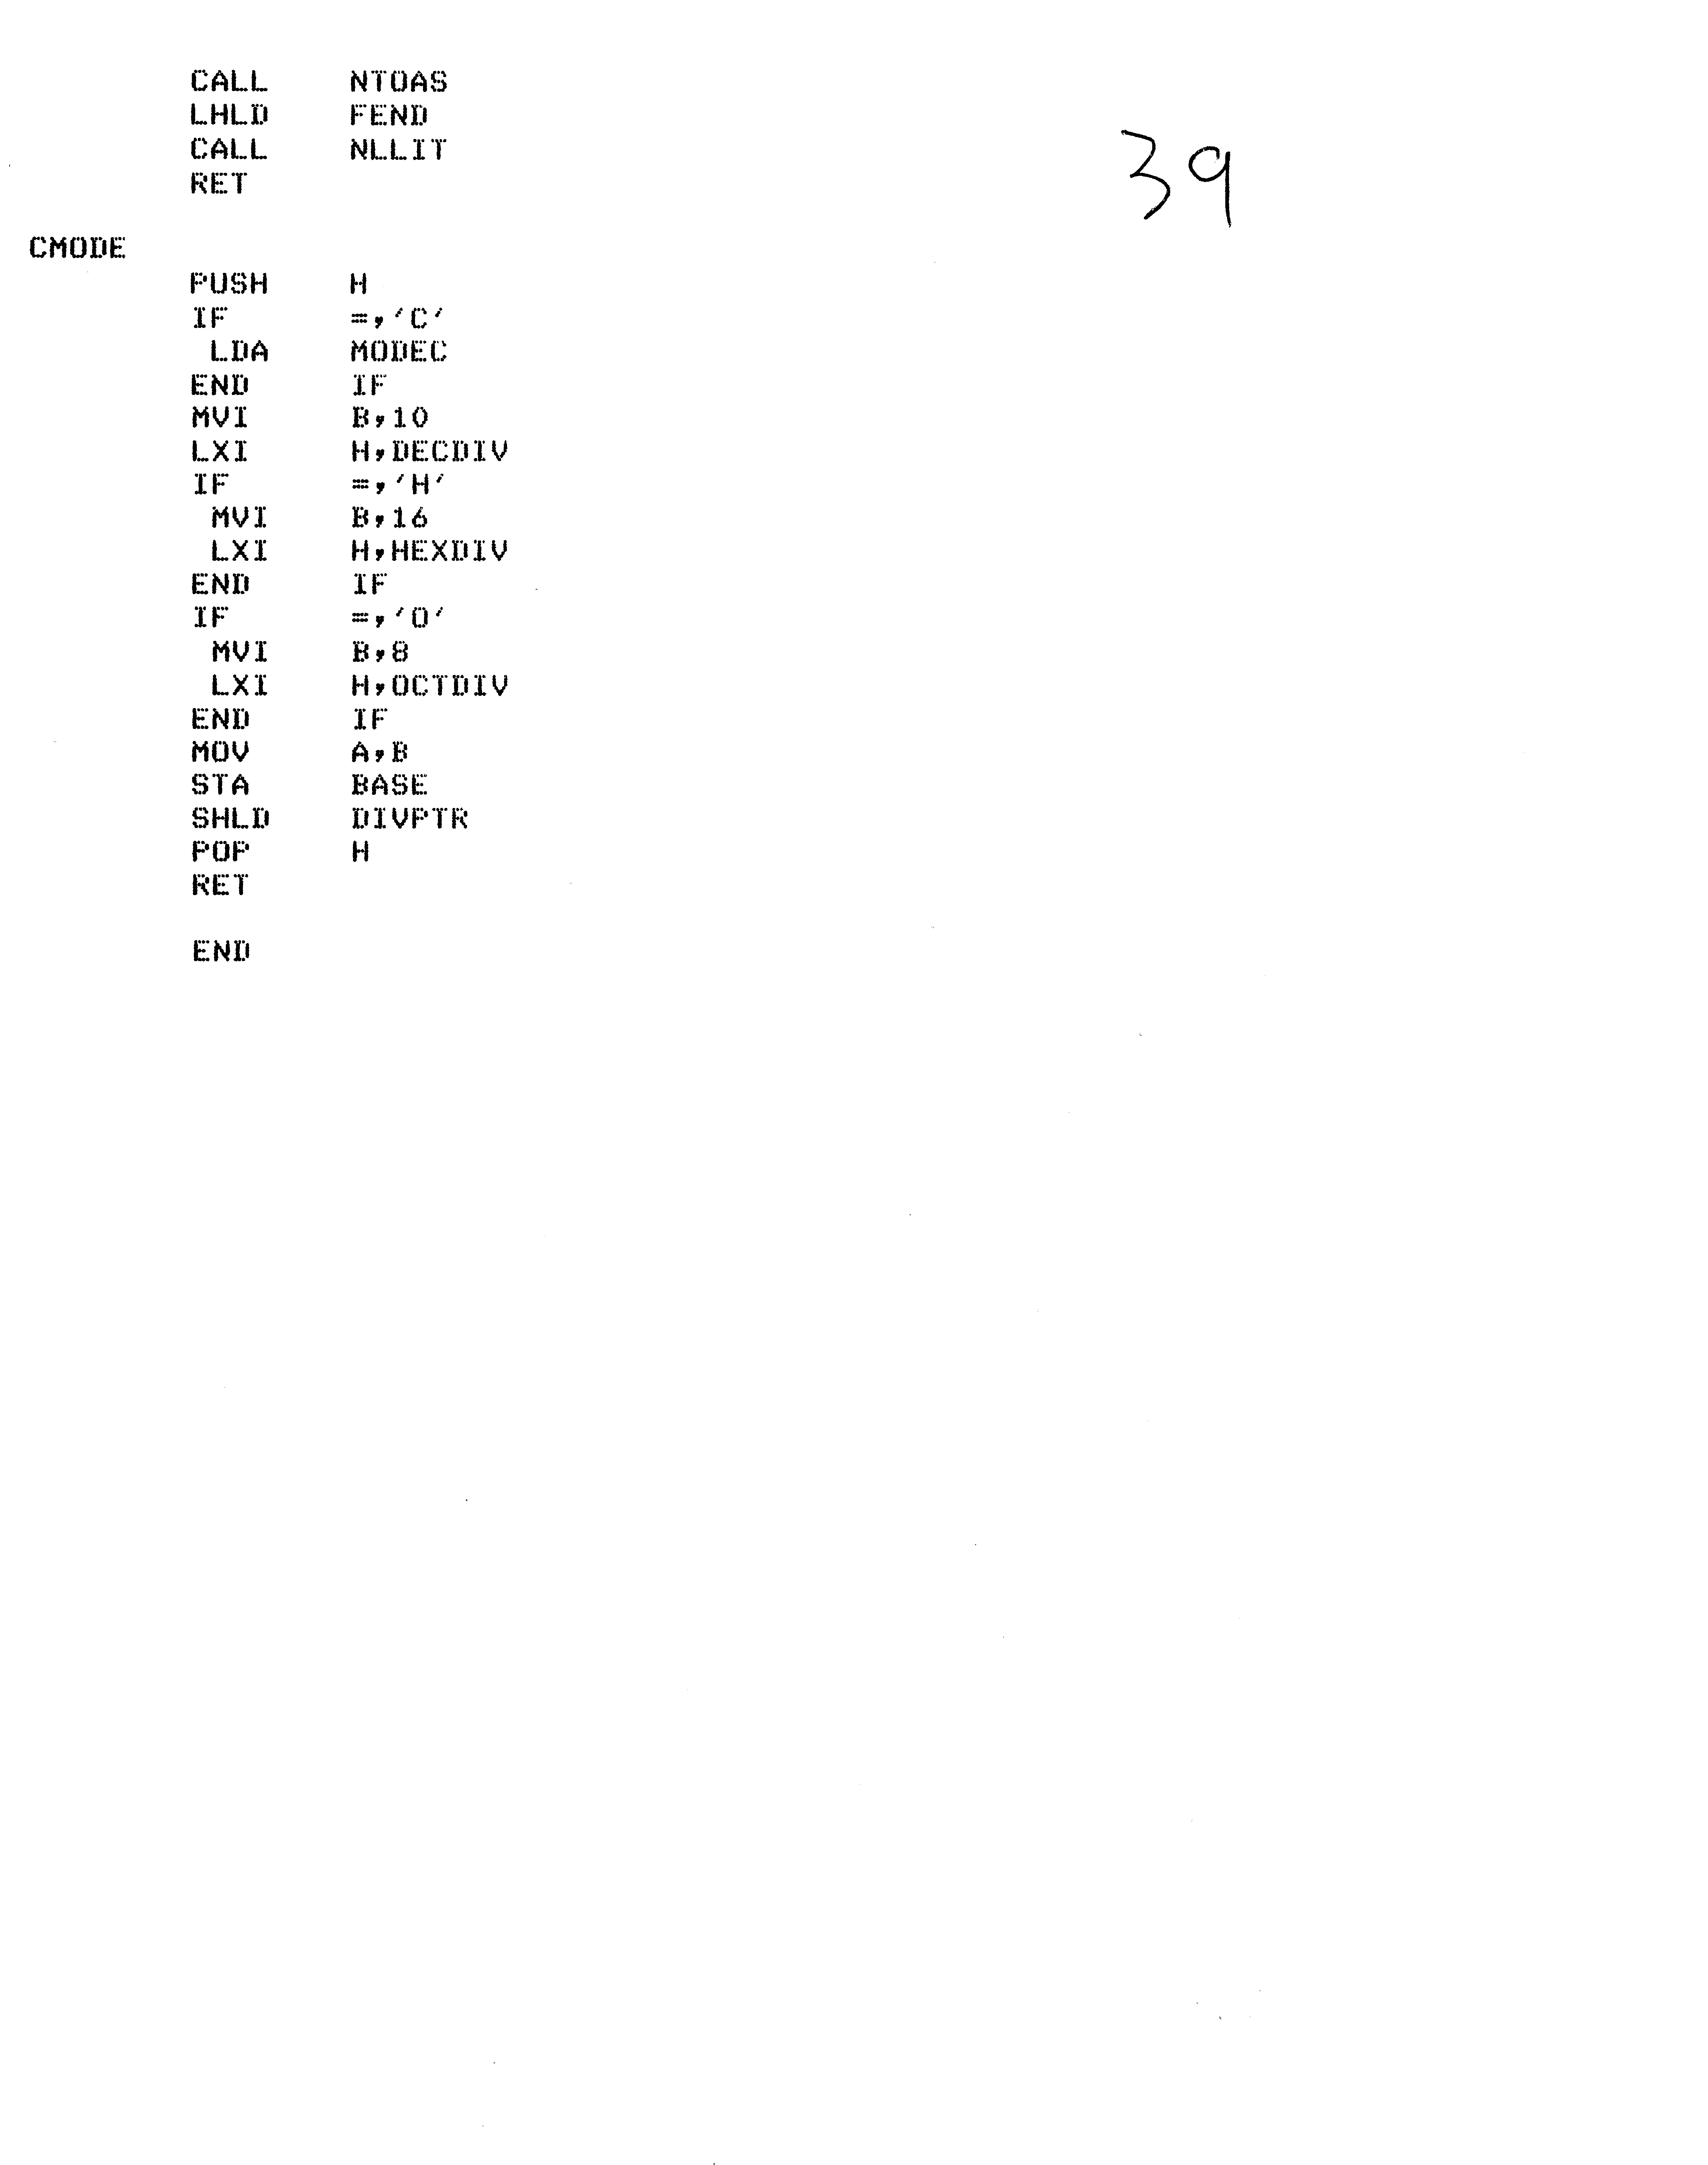 CALL NTOAS
LHLD FEND
CALL NLLIT
RET
39
CMODE
PUSH H
IF =,'C'
LDA MODEC
END IF
MVI B,10
LXI H,DECDIV
IF =,'H'
MVI B,16
LXI H,HEXDIV
END IF
IF =,'O'
MVI B,8
LXI H,OCTDIV
END IF
MOV A,B
STA BASE
SHLD DIVPTR
POP H
RET
END